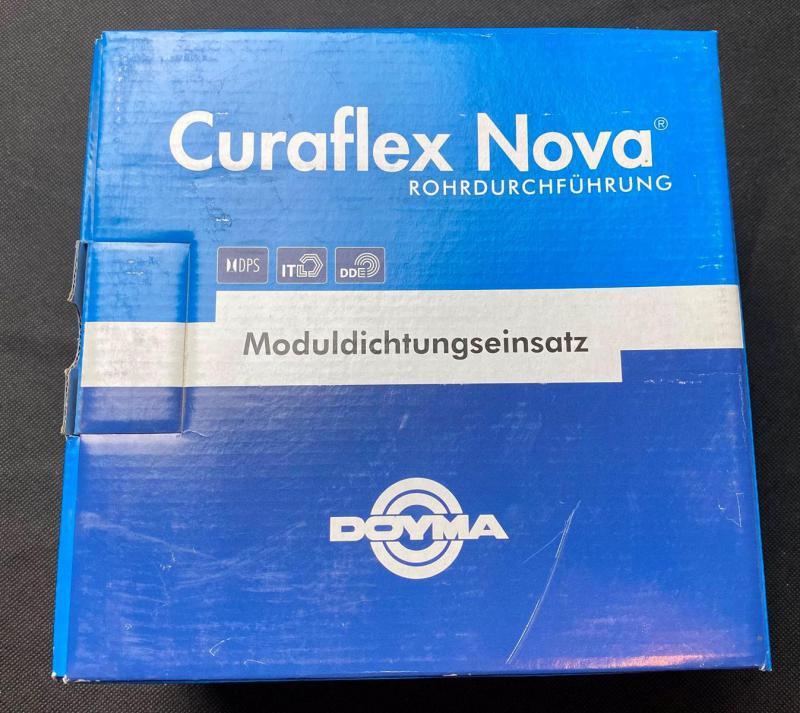 Curaflex Nova®
ROHRDURCHFÜHRUNG
DPS ITL DDE
Moduldichtungseinsatz
DOYMA